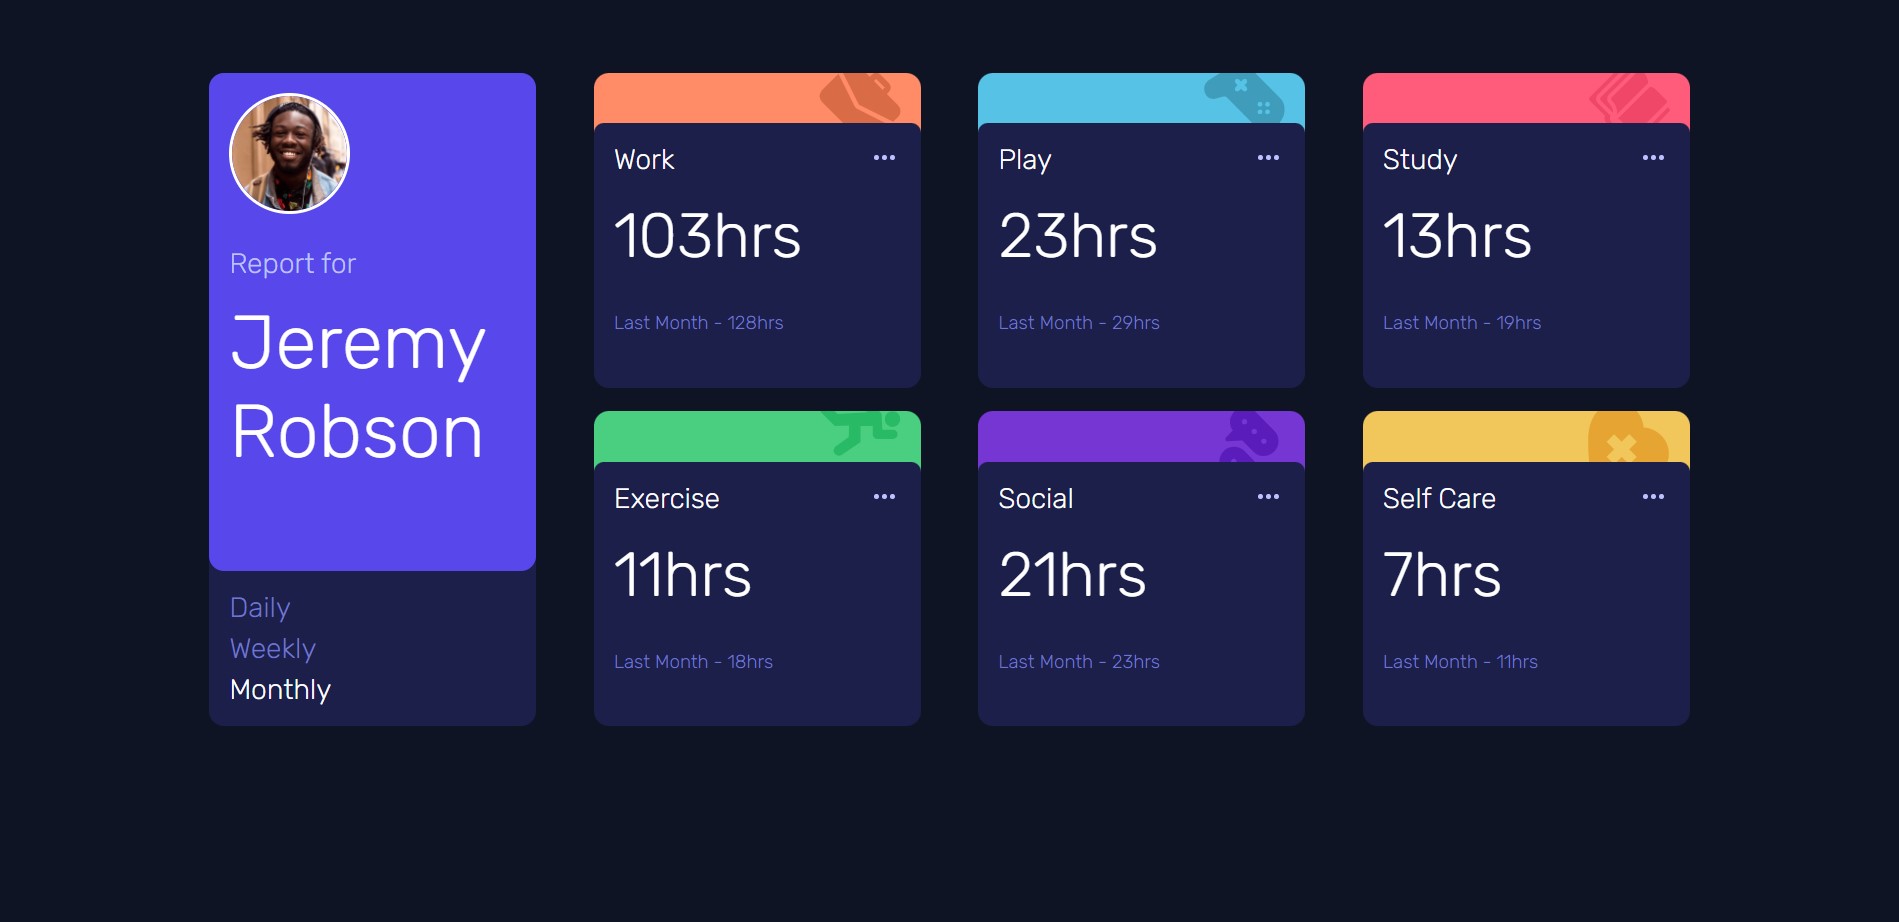 Report for
Jeremy
Robson
Daily
Weekly
Monthly
Work
103hrs
Last Month - 128hrs
Play
23hrs
Last Month - 29hrs
Study
13hrs
Last Month - 19hrs
Exercise
11hrs
Last Month - 18hrs
Social
21hrs
Last Month - 23hrs
Self Care
7hrs
Last Month - 11hrs